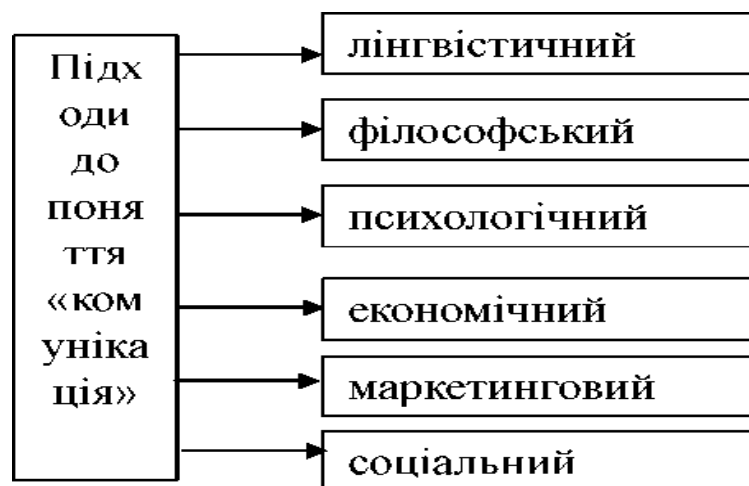 Підх
оди
до
поня
ття
«ком
уніка
ція»
лінгвістичний
філософський
психологічний
економічний
маркетинговий
соціальний